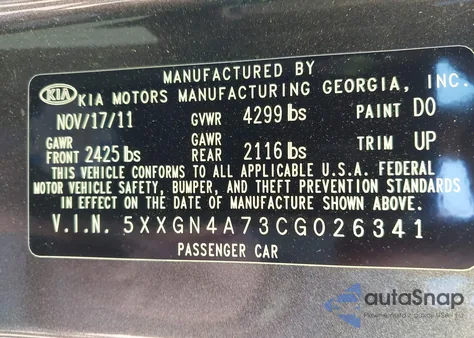 MANUFACTURED BY
KIA KIA MOTORS MANUFACTURING GEORGIA, INC.
NOV/17/11 GVWR 4299 lbs PAINT DO
GAWR FRONT 2425 lbs GAWR REAR 2116 lbs TRIM UP
THIS VEHICLE CONFORMS TO ALL APPLICABLE U.S.A. FEDERAL
MOTOR VEHICLE SAFETY, BUMPER, AND THEFT PREVENTION STANDARDS
IN EFFECT ON THE DATE OF MANUFACTURE SHOWN ABOVE.
V.I.N. 5XXGN4A73CG026341
PASSENGER CAR
autaSnap